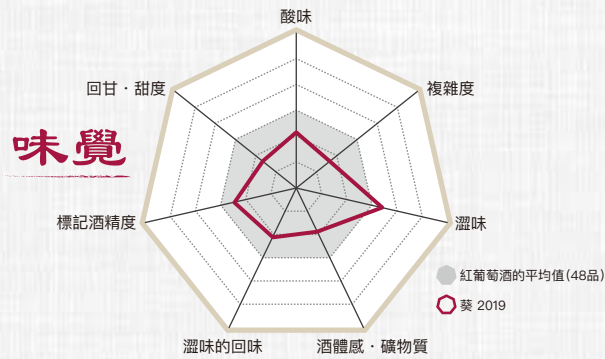 酸味
回甘・甜度
複雜度
味覺
標記酒精度
澀味
紅葡萄酒的平均值(48品)
葵 2019
澀味的回味
酒體感・礦物質